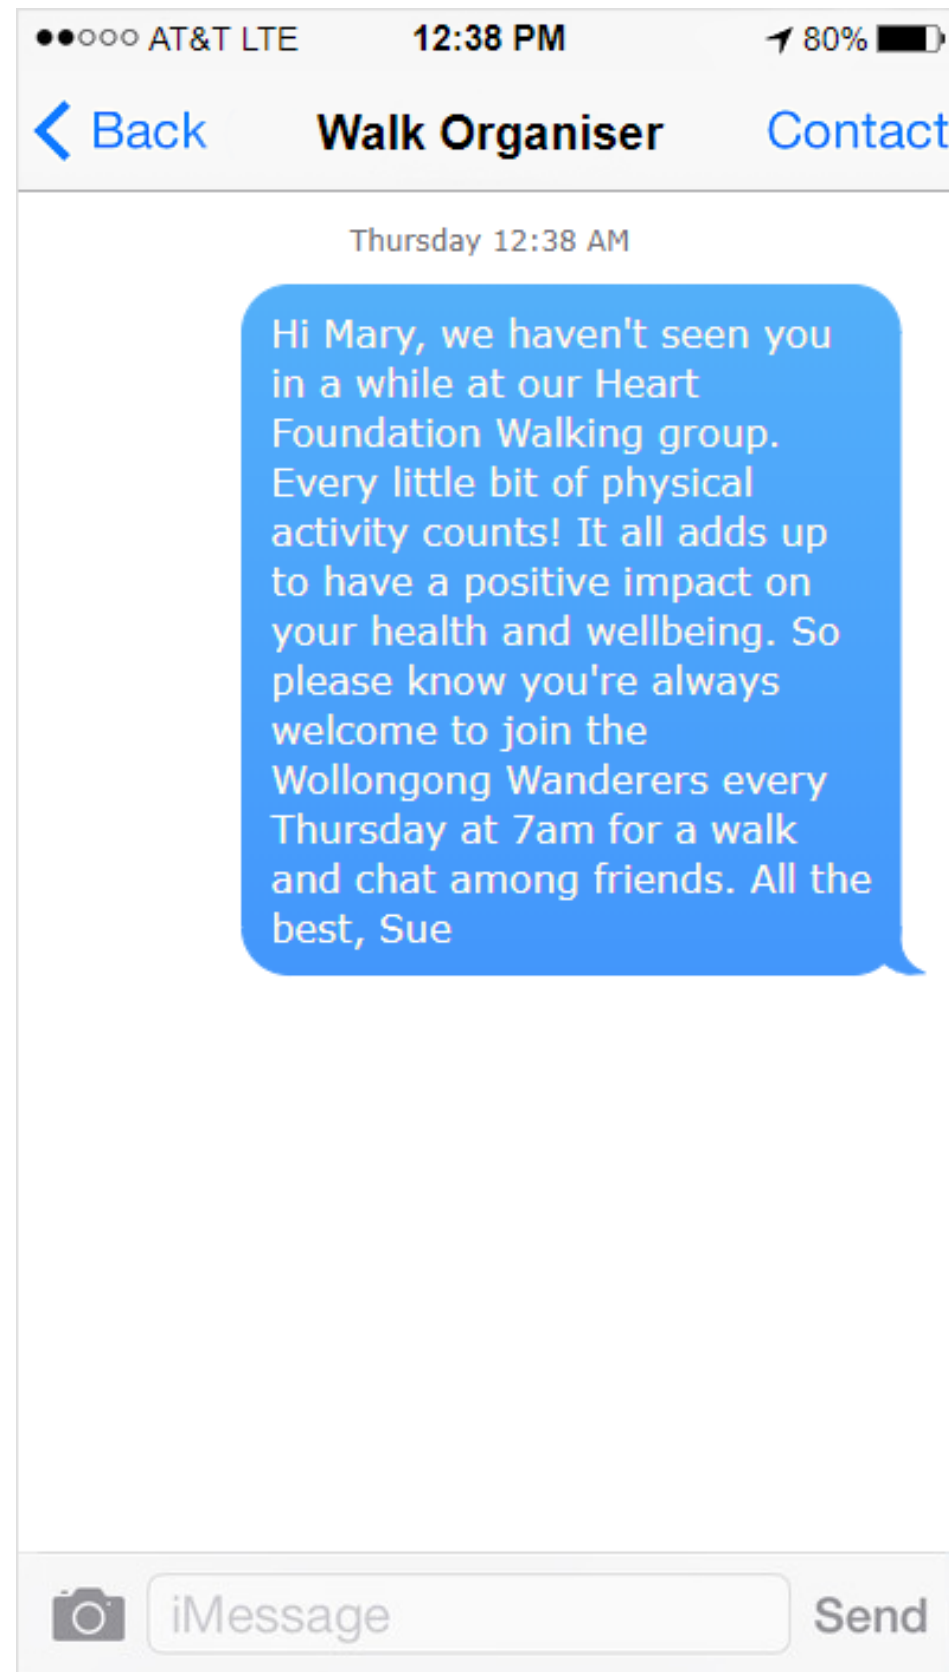 AT&T LTE 12:38 PM 80%
Back Walk Organiser Contact
Thursday 12:38 AM
Hi Mary, we haven't seen you
in a while at our Heart
Foundation Walking group.
Every little bit of physical
activity counts! It all adds up
to have a positive impact on
your health and wellbeing. So
please know you're always
welcome to join the
Wollongong Wanderers every
Thursday at 7am for a walk
and chat among friends. All the
best, Sue
iMessage Send